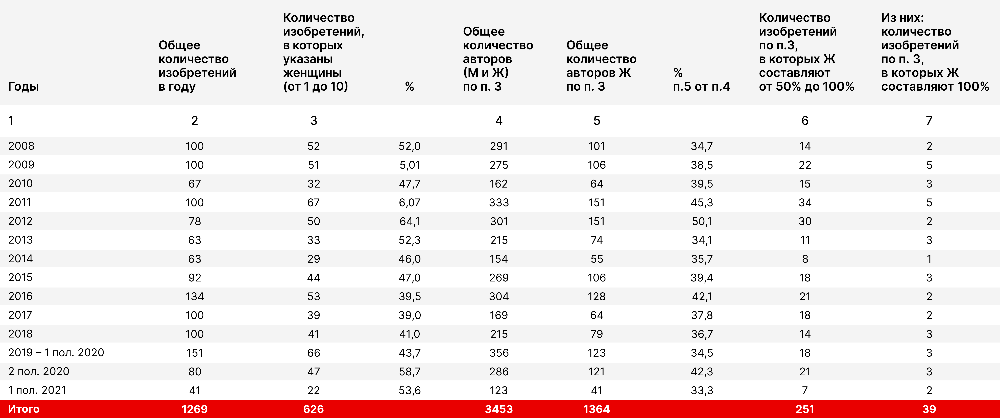 Годы
Общее
количество
изобретений
в году
Количество
изобретений,
в которых
указаны
женщины
(от 1 до 10)
%
Общее
количество
авторов
(М и Ж)
по п. 3
Общее
количество
авторов Ж
по п. 3
%
п.5 от п.4
Количество
изобретений
по п.3,
в которых Ж
составляют
от 50% до 100%
Из них:
количество
изобретений
по п. 3,
в которых Ж
составляют 100%
1 2 3 4 5 6 7
2008 100 52 52,0 291 101 34,7 14 2
2009 100 51 5,01 275 106 38,5 22 5
2010 67 32 47,7 162 64 39,5 15 3
2011 100 67 6,07 333 151 45,3 34 5
2012 78 50 64,1 301 151 50,1 30 2
2013 63 33 52,3 215 74 34,1 11 3
2014 63 29 46,0 154 55 35,7 8 1
2015 92 44 47,0 269 106 39,4 18 3
2016 134 53 39,5 304 128 42,1 21 2
2017 100 39 39,0 169 64 37,8 18 2
2018 100 41 41,0 215 79 36,7 14 3
2019 – 1 пол. 2020 151 66 43,7 356 123 34,5 18 3
2 пол. 2020 80 47 58,7 286 121 42,3 21 3
1 пол. 2021 41 22 53,6 123 41 33,3 7 2
Итого 1269 626 3453 1364 251 39